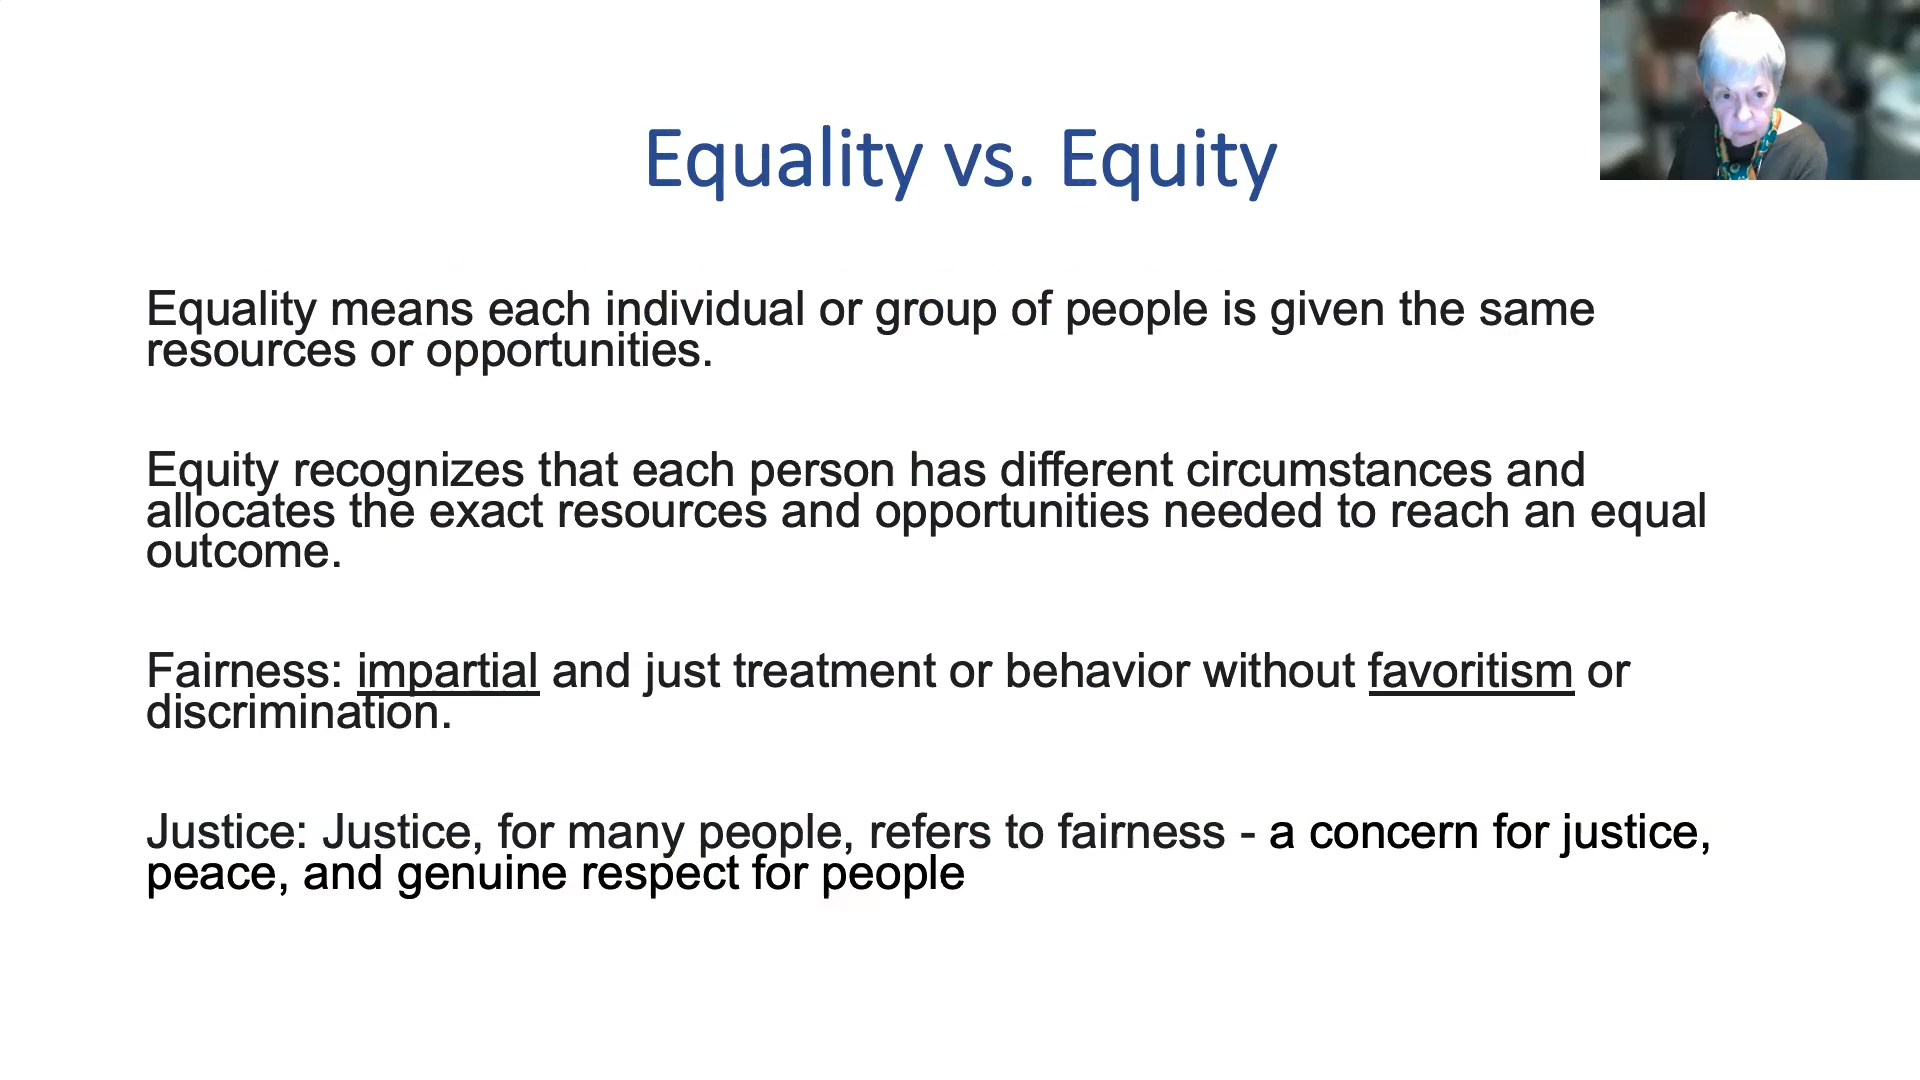 Equality vs. Equity
Equality means each individual or group of people is given the same
resources or opportunities.
Equity recognizes that each person has different circumstances and
allocates the exact resources and opportunities needed to reach an equal
outcome.
Fairness: impartial and just treatment or behavior without favoritism or
discrimination.
Justice: Justice, for many people, refers to fairness - a concern for justice,
peace, and genuine respect for people